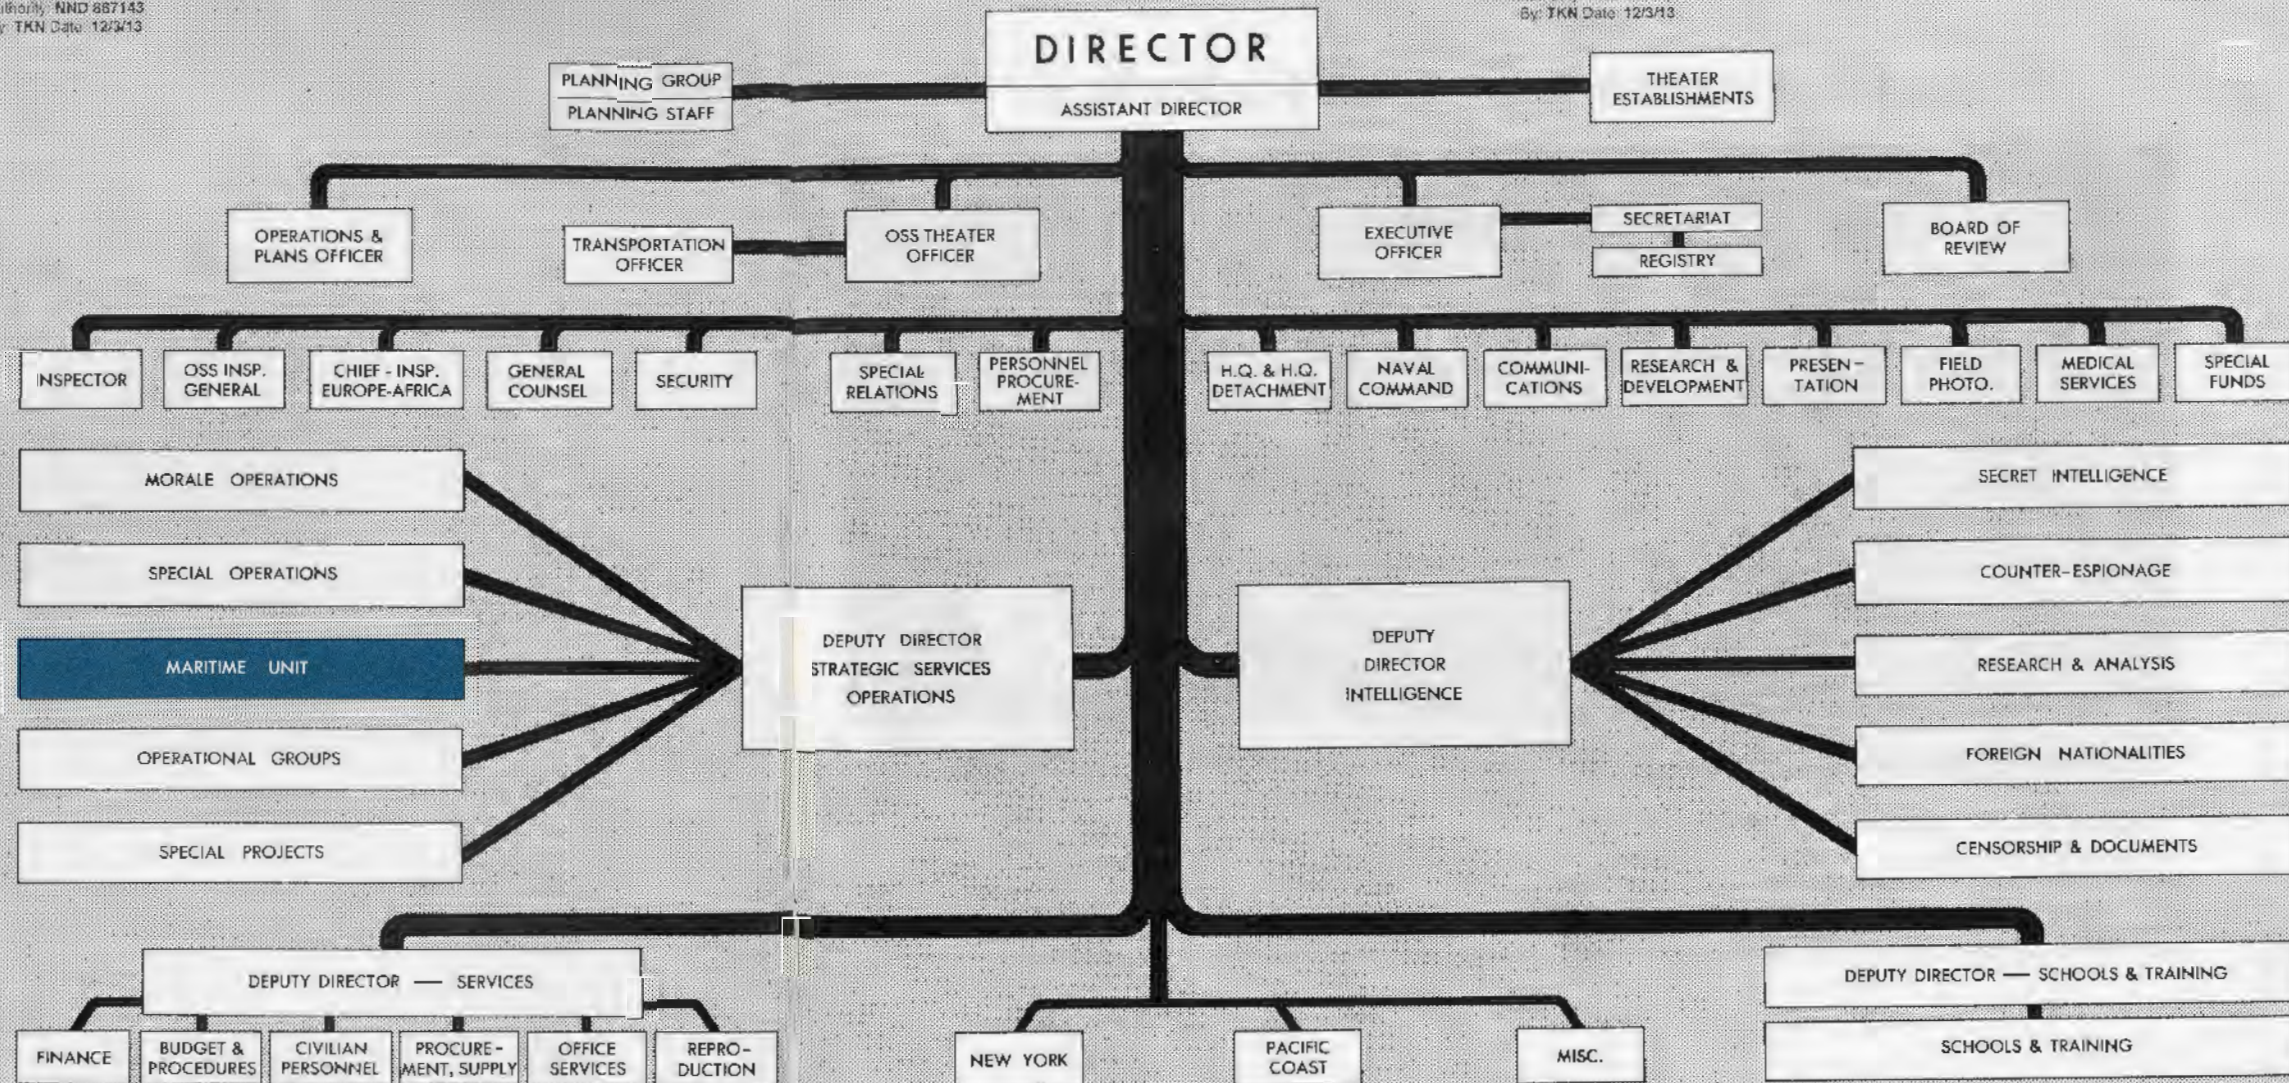 Authority: NND 867143
By: TKN Date: 12/3/13
By: TKN Date: 12/3/13
DIRECTOR
ASSISTANT DIRECTOR
PLANNING GROUP
PLANNING STAFF
THEATER
ESTABLISHMENTS
OPERATIONS &
PLANS OFFICER
TRANSPORTATION
OFFICER
OSS THEATER
OFFICER
EXECUTIVE
OFFICER
SECRETARIAT
REGISTRY
BOARD OF
REVIEW
INSPECTOR
OSS INSP.
GENERAL
CHIEF - INSP.
EUROPE-AFRICA
GENERAL
COUNSEL
SECURITY
SPECIAL
RELATIONS
PERSONNEL
PROCURE-
MENT
H.Q. & H.Q.
DETACHMENT
NAVAL
COMMAND
COMMUNI-
CATIONS
RESEARCH &
DEVELOPMENT
PRESEN-
TATION
FIELD
PHOTO.
MEDICAL
SERVICES
SPECIAL
FUNDS
MORALE OPERATIONS
SPECIAL OPERATIONS
MARITIME UNIT
OPERATIONAL GROUPS
SPECIAL PROJECTS
DEPUTY DIRECTOR
STRATEGIC SERVICES
OPERATIONS
DEPUTY
DIRECTOR
INTELLIGENCE
SECRET INTELLIGENCE
COUNTER-ESPIONAGE
RESEARCH & ANALYSIS
FOREIGN NATIONALITIES
CENSORSHIP & DOCUMENTS
DEPUTY DIRECTOR — SERVICES
FINANCE
BUDGET &
PROCEDURES
CIVILIAN
PERSONNEL
PROCURE-
MENT, SUPPLY
OFFICE
SERVICES
REPRO-
DUCTION
NEW YORK
PACIFIC
COAST
MISC.
DEPUTY DIRECTOR — SCHOOLS & TRAINING
SCHOOLS & TRAINING